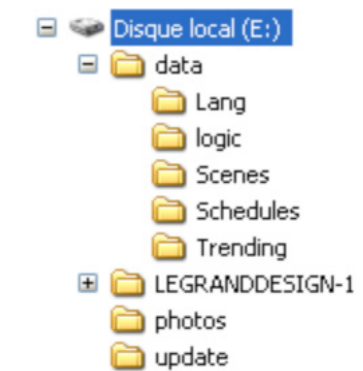 Disque local (E:)
data
Lang
logic
Scenes
Schedules
Trending
LEGRANDDESIGN-1
photos
update